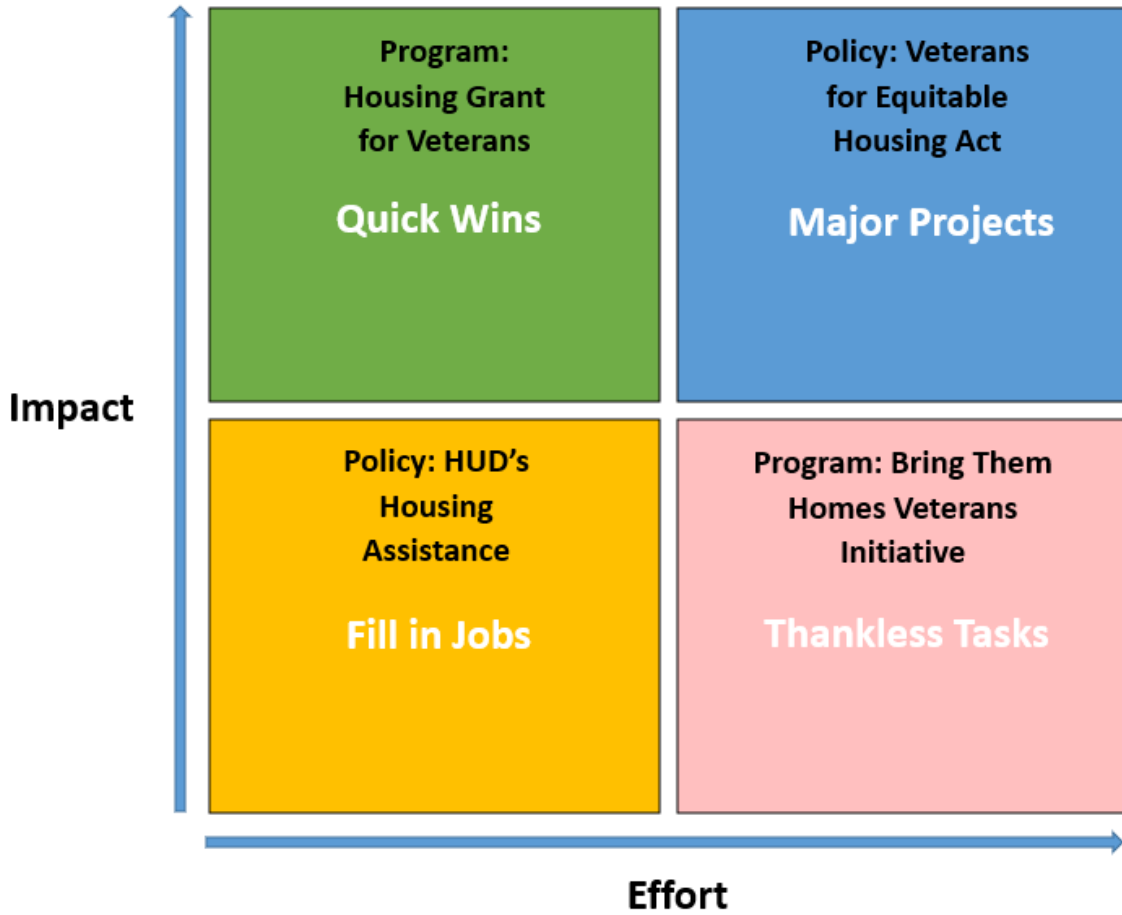 Program:
Housing Grant
for Veterans
Quick Wins
Policy: Veterans
for Equitable
Housing Act
Major Projects
Impact
Policy: HUD’s
Housing
Assistance
Fill in Jobs
Program: Bring Them
Homes Veterans
Initiative
Thankless Tasks
Effort